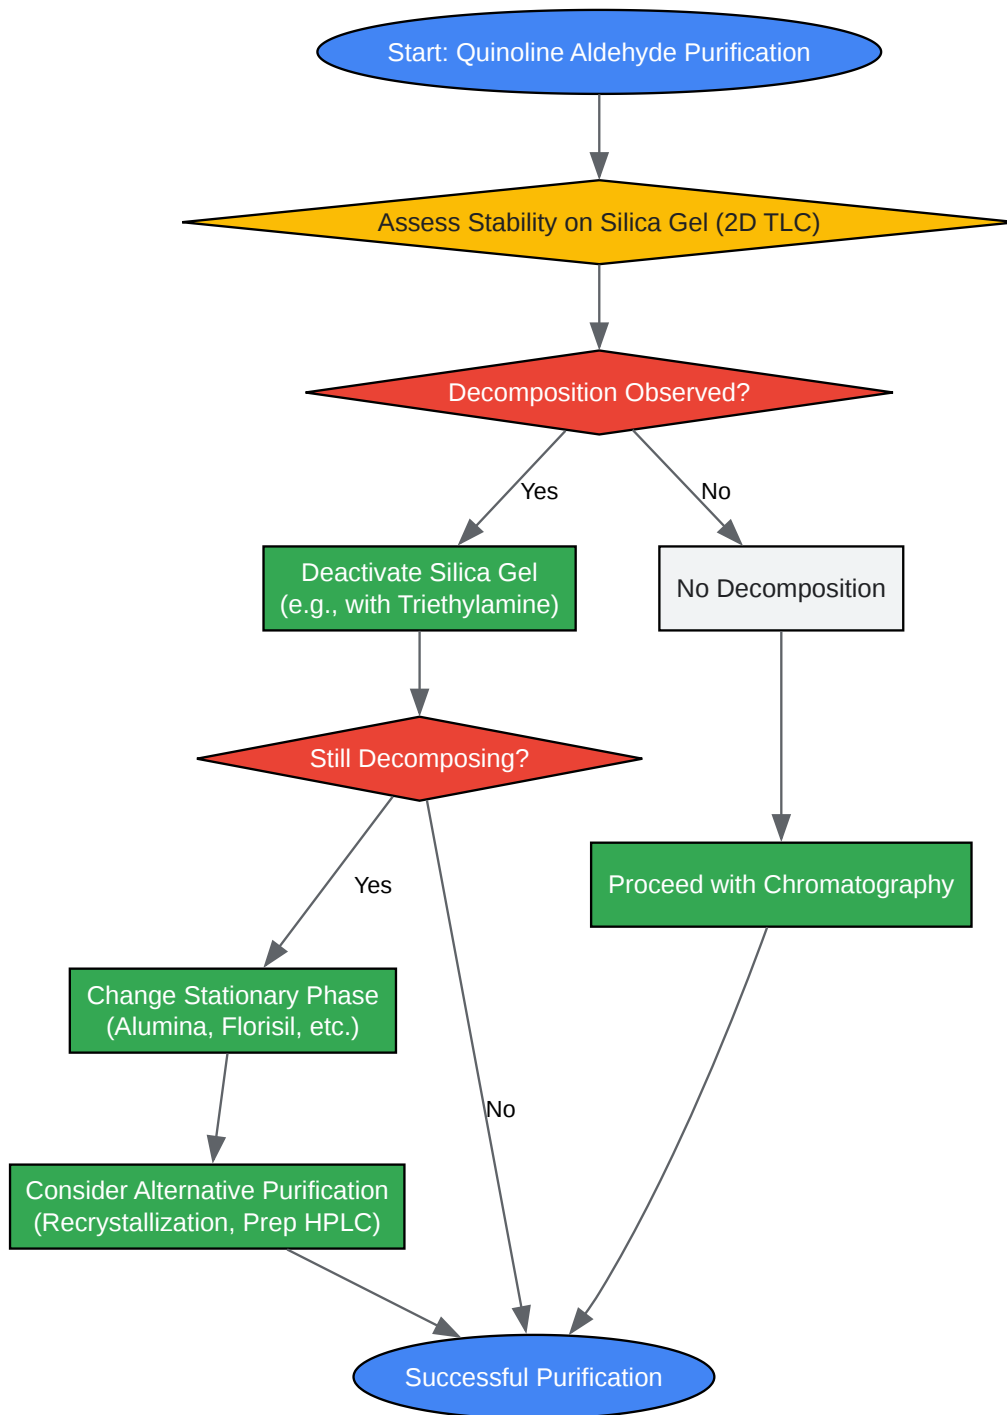 Start: Quinoline Aldehyde Purification
Assess Stability on Silica Gel (2D TLC)
Decomposition Observed?
Yes
No
Deactivate Silica Gel
(e.g., with Triethylamine)
No Decomposition
Still Decomposing?
Yes
Proceed with Chromatography
Change Stationary Phase
(Alumina, Florisil, etc.)
No
Consider Alternative Purification
(Recrystallization, Prep HPLC)
Successful Purification